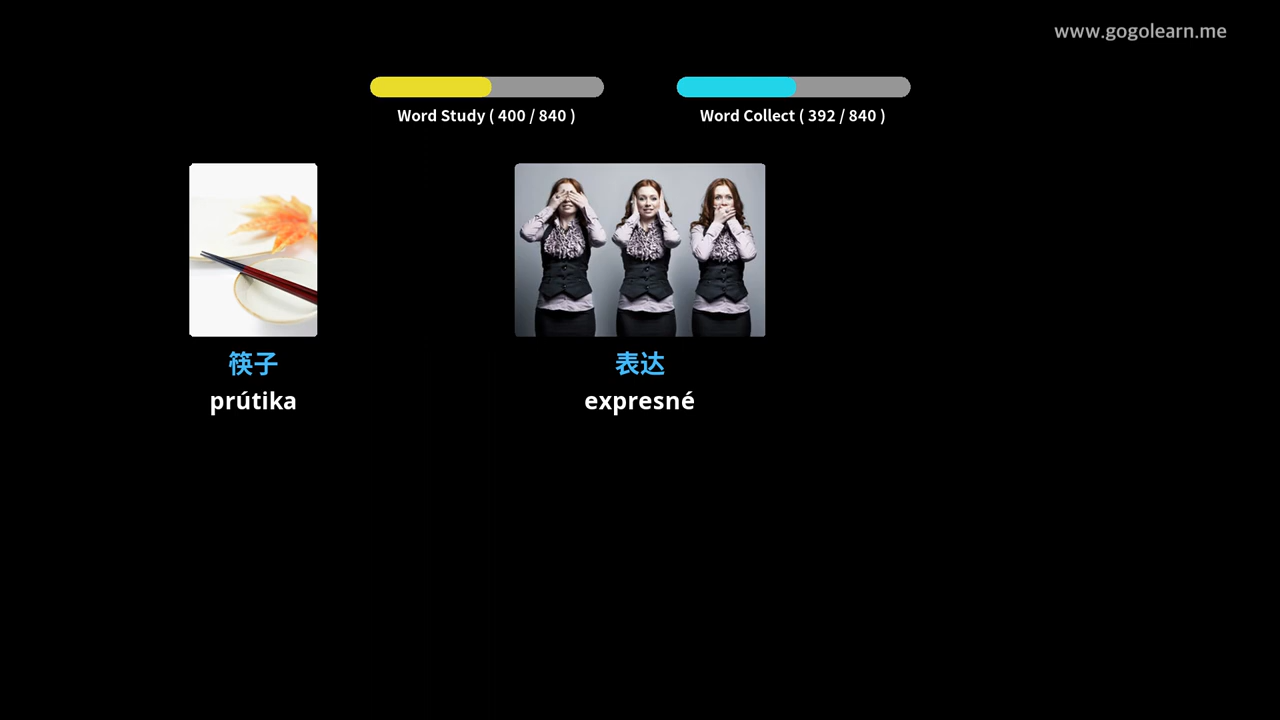 www.gogolearn.me
Word Study ( 400 / 840 )
Word Collect ( 392 / 840 )
筷子
prútika
表达
expresné